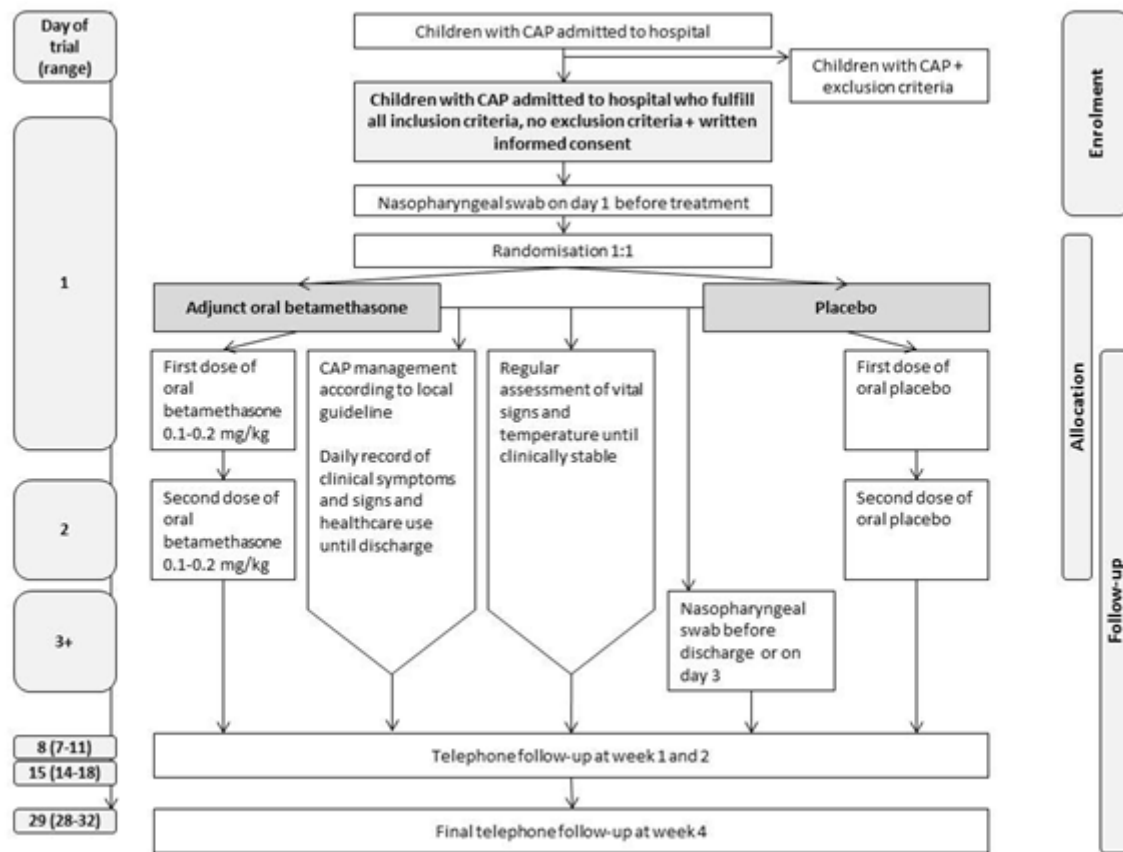 Day of
trial
(range)
Children with CAP admitted to hospital
Children with CAP +
exclusion criteria
Children with CAP admitted to hospital who fulfill
all inclusion criteria, no exclusion criteria + written
informed consent
Enrolment
Nasopharyngeal swab on day 1 before treatment
Randomisation 1:1
1
Adjunct oral betamethasone
Placebo
First dose of
oral
betamethasone
0.1-0.2 mg/kg
CAP management
according to local
guideline
Daily record of
clinical symptoms
and signs and
healthcare use
until discharge
Regular
assessment of vital
signs and
temperature until
clinically stable
First dose of
oral placebo
Allocation
2
Second dose of
oral
betamethasone
0.1-0.2 mg/kg
Second dose of
oral placebo
3+
Nasopharyngeal
swab before
discharge or on
day 3
Follow-up
8 (7-11)
15 (14-18)
Telephone follow-up at week 1 and 2
29 (28-32)
Final telephone follow-up at week 4